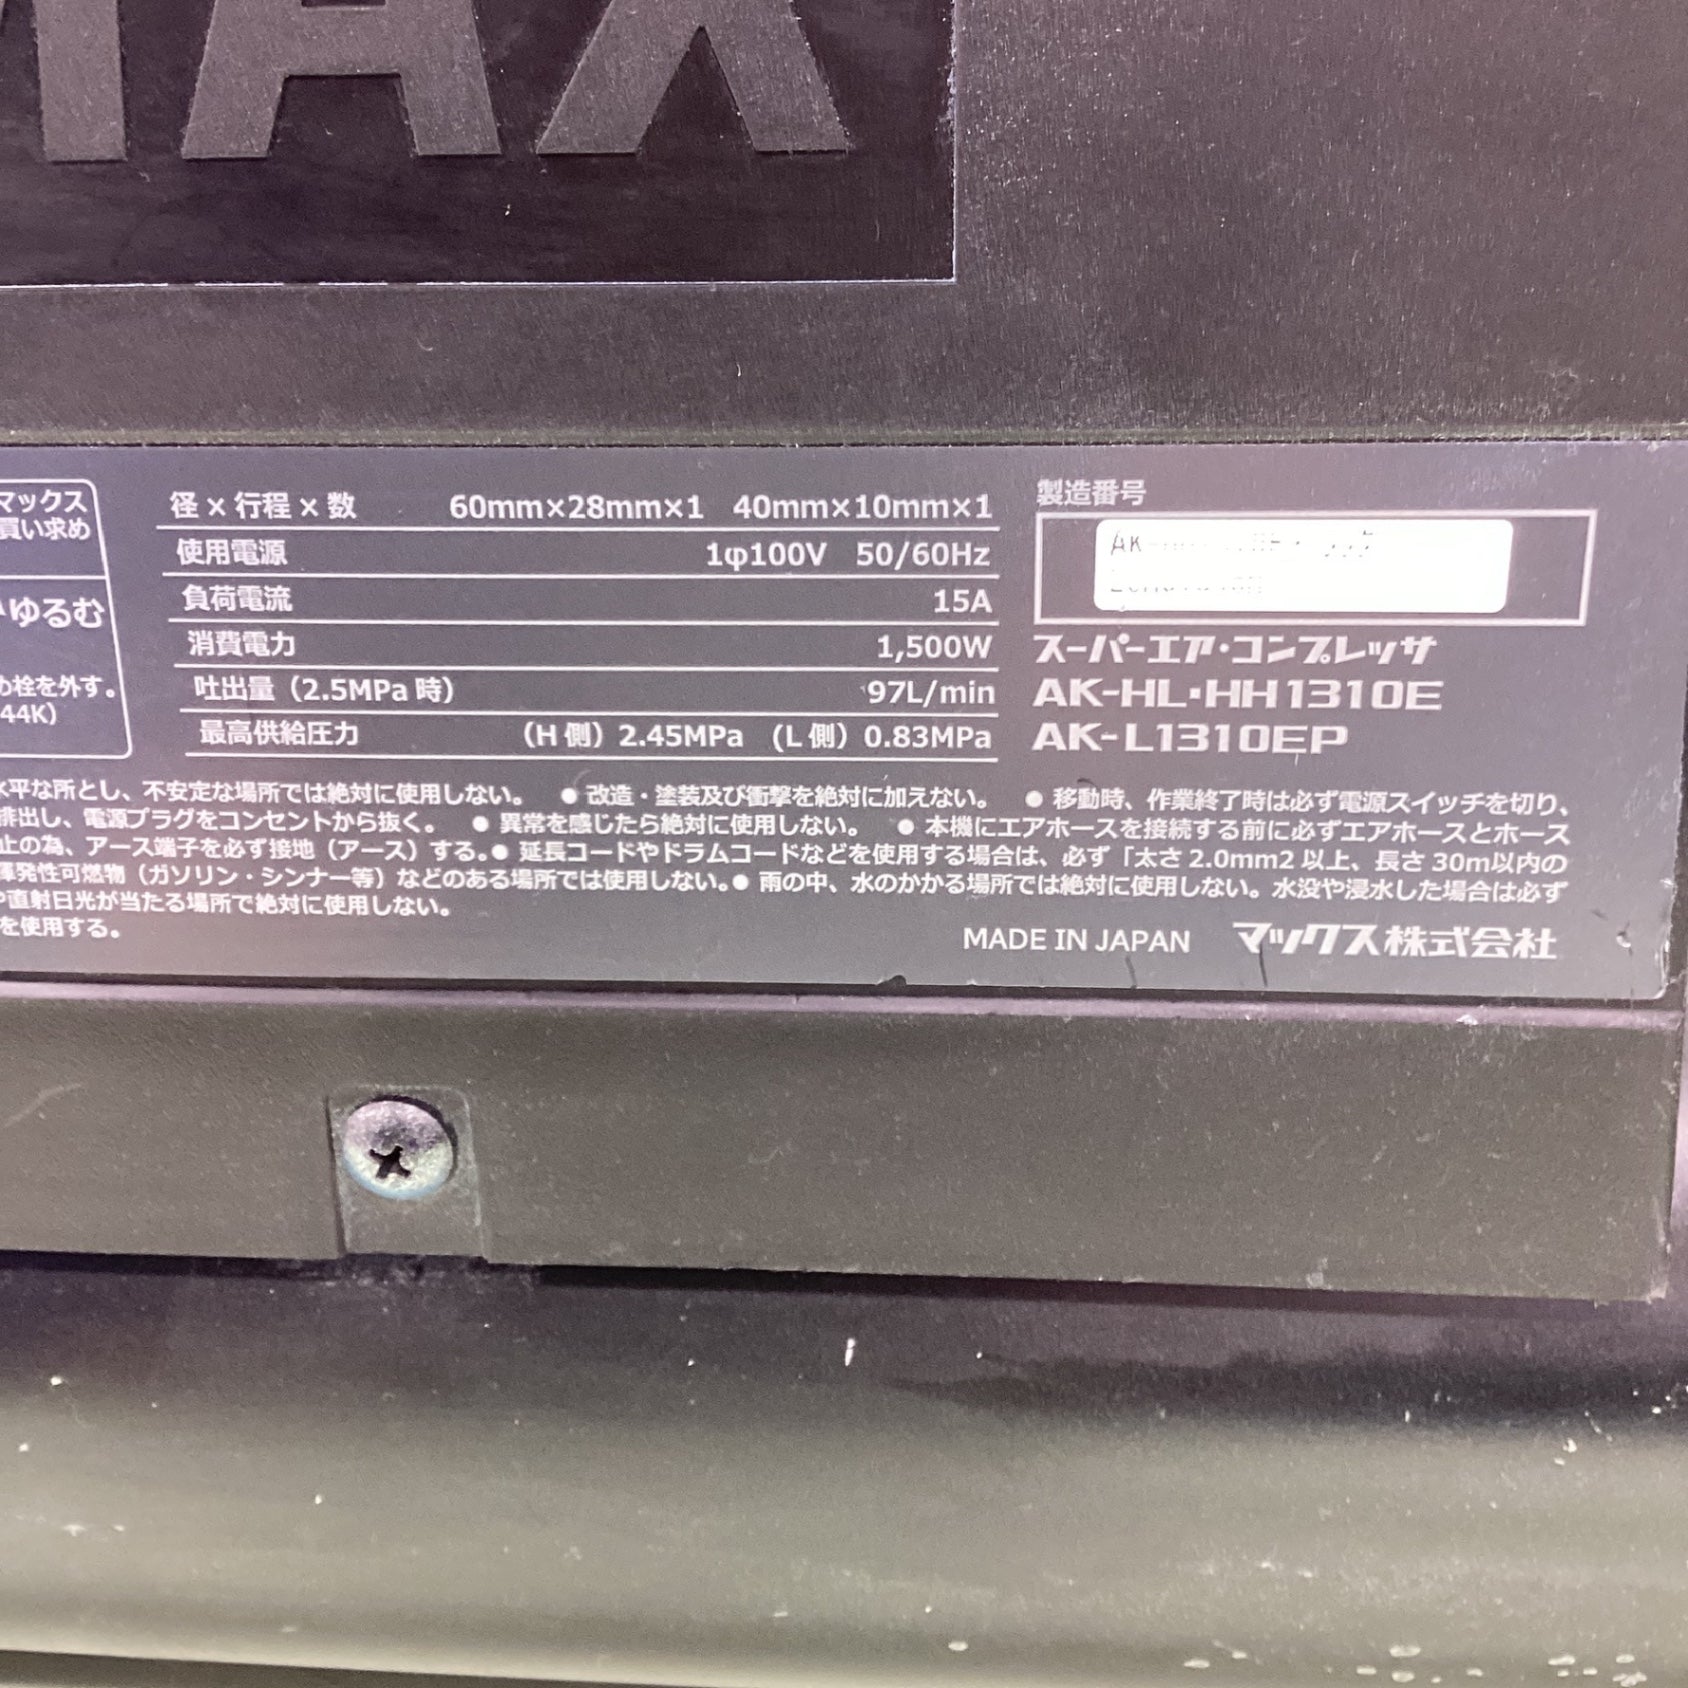 MAX
マックス
買い求め
ゆるむ
め栓を外す。
44K）
径×行程×数 60mm×28mm×1 40mm×10mm×1
使用電源 1φ100V 50/60Hz
負荷電流 15A
消費電力 1,500W
吐出量（2.5MPa 時） 97L/min
最高供給圧力 （H 側）2.45MPa （L 側）0.83MPa
製造番号
AK-
スーパーエア・コンプレッサ
AK-HL・HH1310E
AK-L1310EP
水平な所とし、不安定な場所では絶対に使用しない。 ●改造・塗装及び衝撃を絶対に加えない。 ●移動時、作業終了時は必ず電源スイッチを切り、
排出し、電源プラグをコンセントから抜く。 ●異常を感じたら絶対に使用しない。 ●本機にエアホースを接続する前に必ずエアホースとホース
止の為、アース端子を必ず接地（アース）する。●延長コードやドラムコードなどを使用する場合は、必ず「太さ 2.0mm2 以上、長さ 30m以内の
揮発性可燃物（ガソリン・シンナー等）などのある場所では使用しない。●雨の中、水のかかる場所では絶対に使用しない。水没や浸水した場合は必ず
や直射日光が当たる場所で絶対に使用しない。
を使用する。
MADE IN JAPAN マックス株式会社